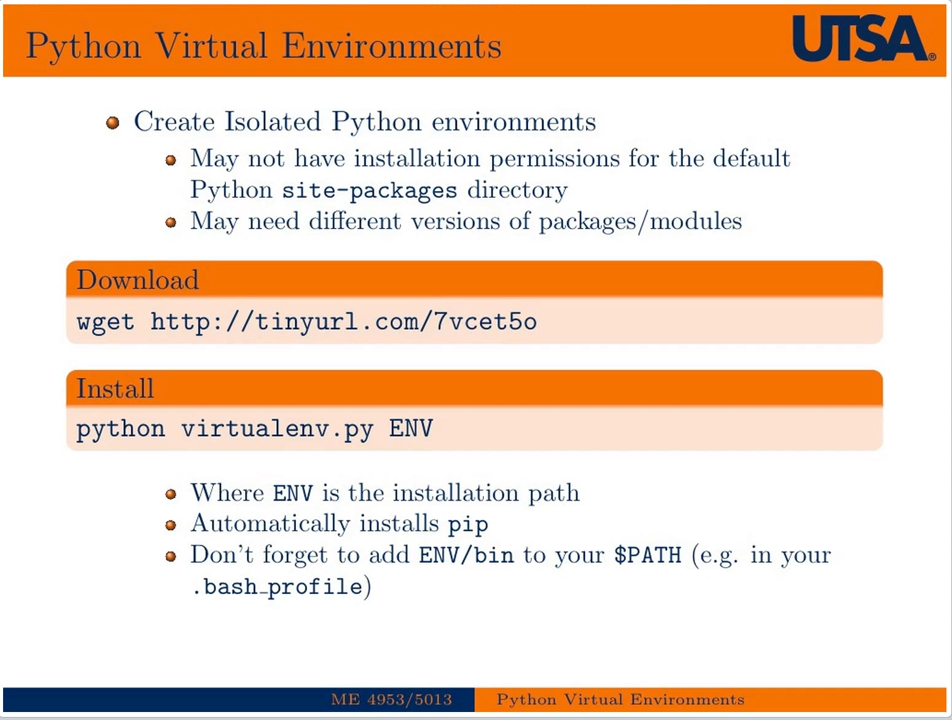 Python Virtual Environments
UTSA®
Create Isolated Python environments
May not have installation permissions for the default
Python site-packages directory
May need different versions of packages/modules
Download
wget http://tinyurl.com/7vcet5o
Install
python virtualenv.py ENV
Where ENV is the installation path
Automatically installs pip
Don't forget to add ENV/bin to your $PATH (e.g. in your
.bash_profile)
ME 4953/5013
Python Virtual Environments